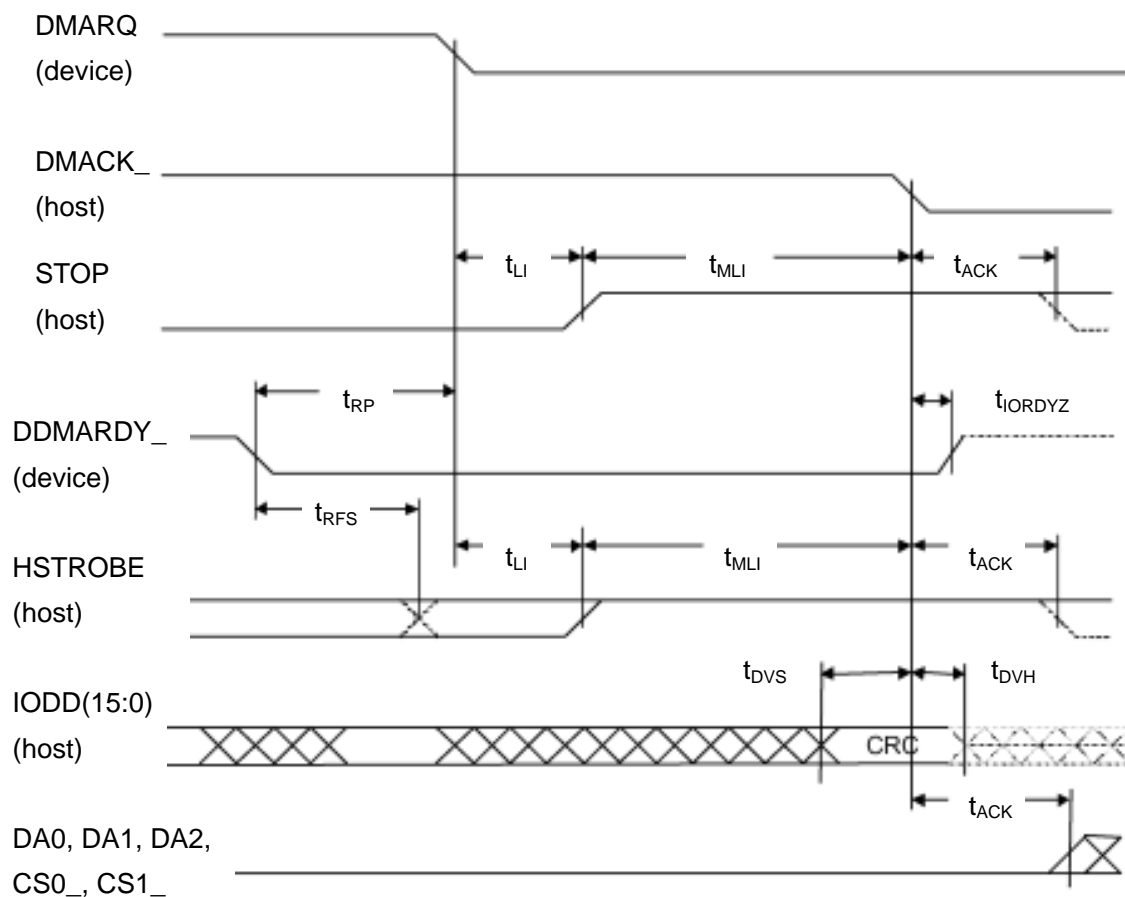 DMARQ
(device)
DMACK_
(host)
tLI
tMLI
tACK
STOP
(host)
tRP
tIORDYZ
DDMARDY_
(device)
tRFS
tLI
tMLI
tACK
HSTROBE
(host)
tDVS
tDVH
IODD(15:0)
(host)
CRC
tACK
DA0, DA1, DA2,
CS0_, CS1_